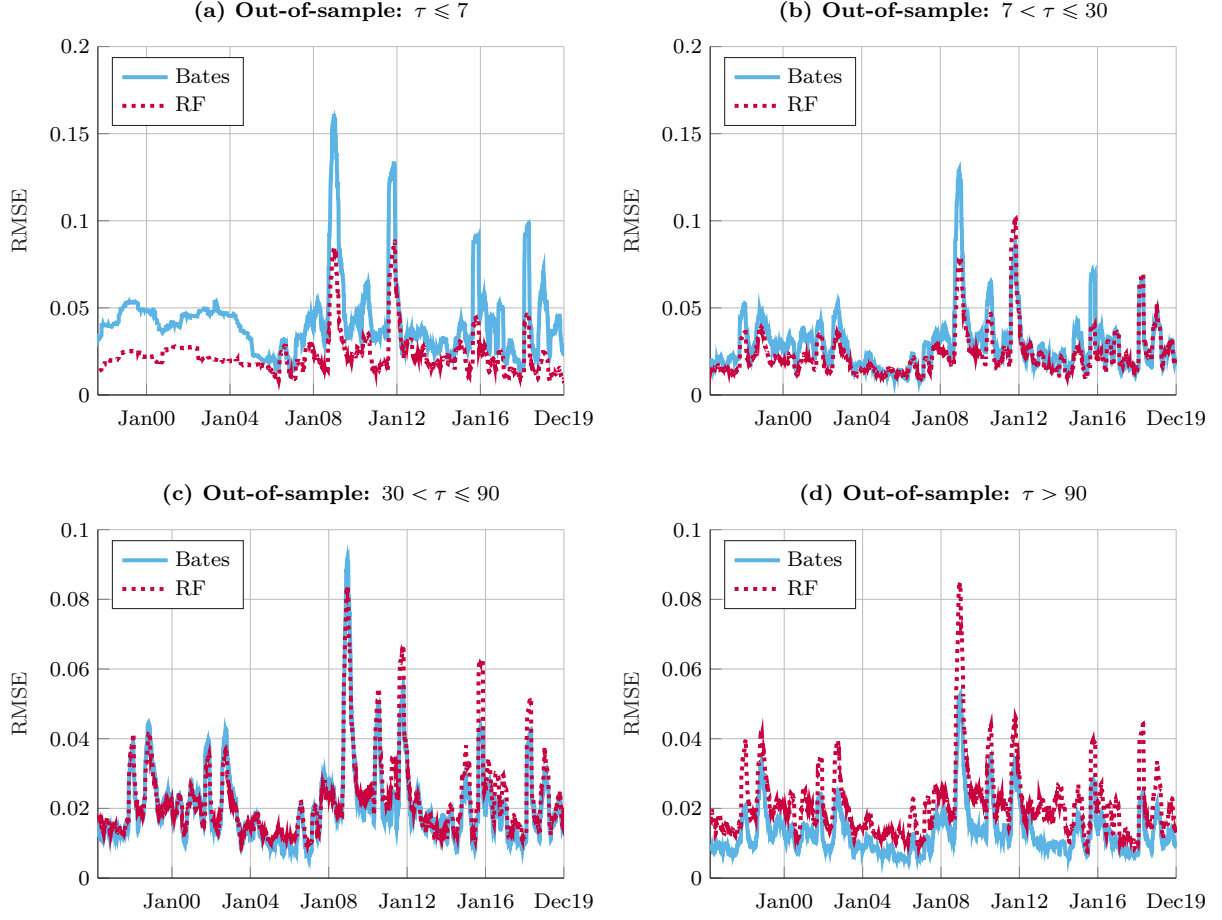 (a) Out-of-sample: τ ⩽ 7
0.2
0.15
0.1
0.05
0
RMSE
Bates
RF
Jan00 Jan04 Jan08 Jan12 Jan16 Dec19
(b) Out-of-sample: 7 < τ ⩽ 30
0.2
0.15
0.1
0.05
0
RMSE
Bates
RF
Jan00 Jan04 Jan08 Jan12 Jan16 Dec19
(c) Out-of-sample: 30 < τ ⩽ 90
0.1
0.08
0.06
0.04
0.02
0
RMSE
Bates
RF
Jan00 Jan04 Jan08 Jan12 Jan16 Dec19
(d) Out-of-sample: τ > 90
0.1
0.08
0.06
0.04
0.02
0
RMSE
Bates
RF
Jan00 Jan04 Jan08 Jan12 Jan16 Dec19